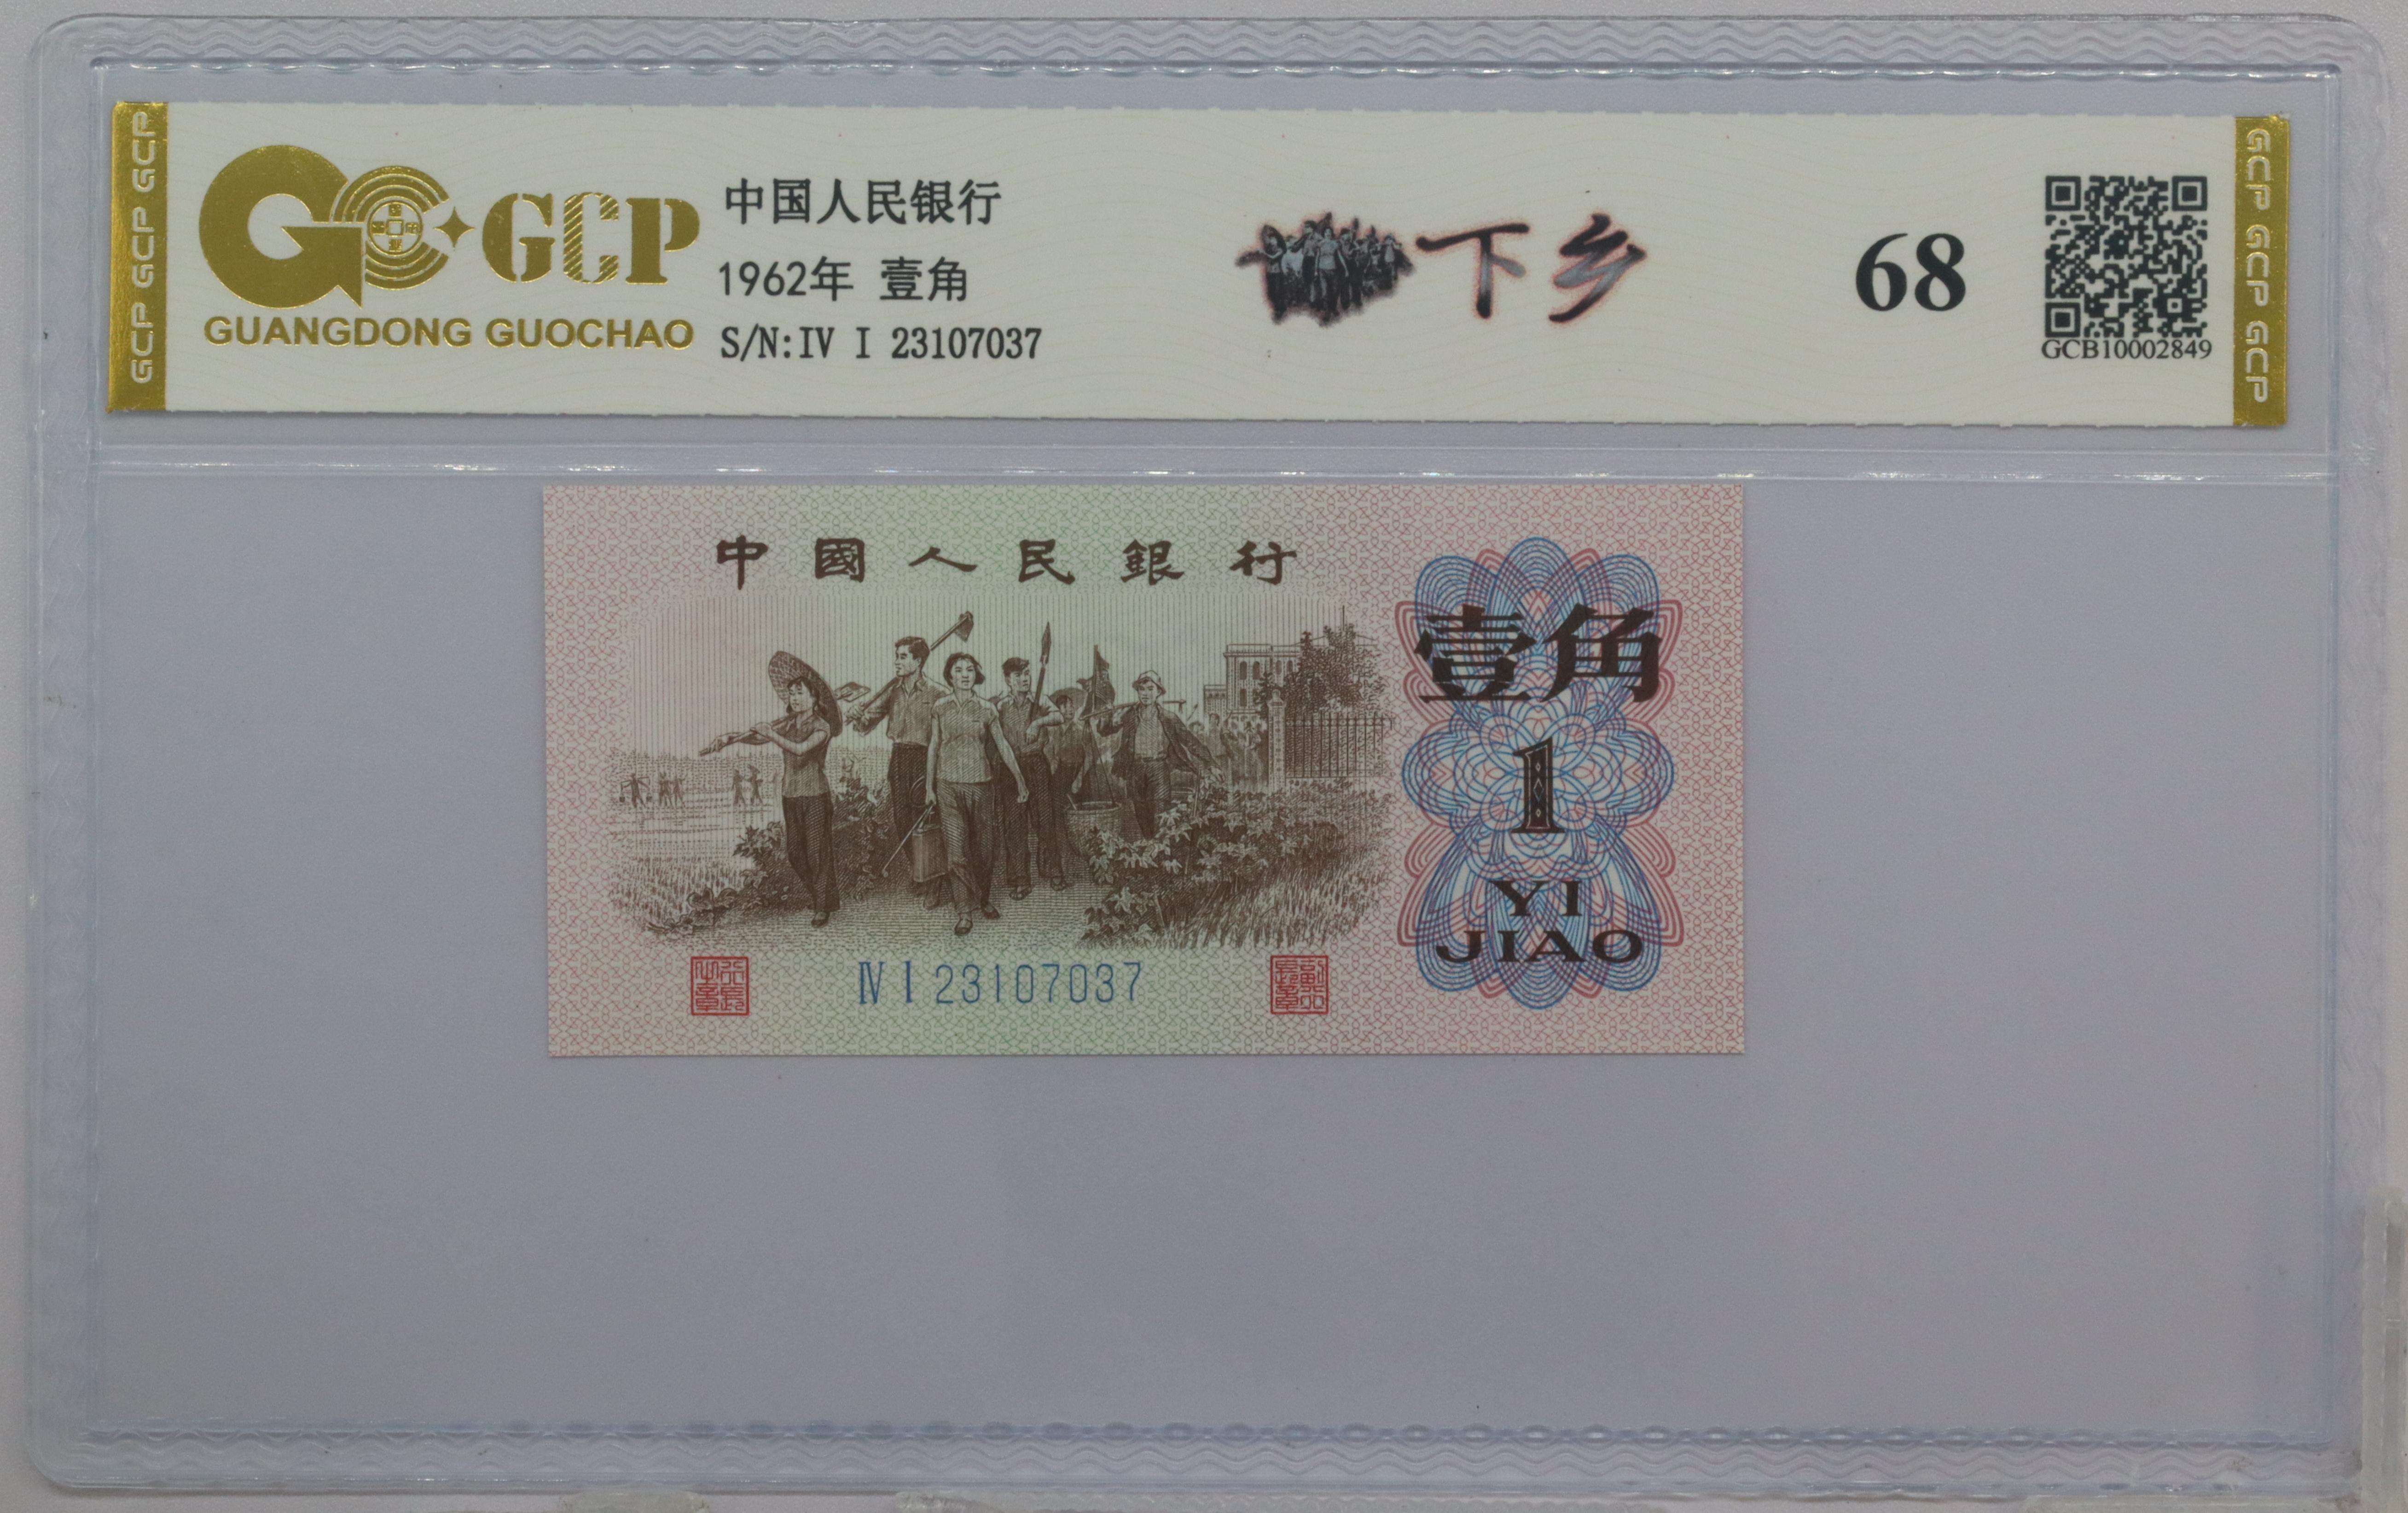 GCP GCP GCP
GCP
GUANGDONG GUOCHAO
中国人民银行
1962年 壹角
S/N:IV I 23107037
下乡
68
GCB10002849
GCP GCP GCP
中國人民銀行
壹角
1
YI
JIAO
IV I 23107037